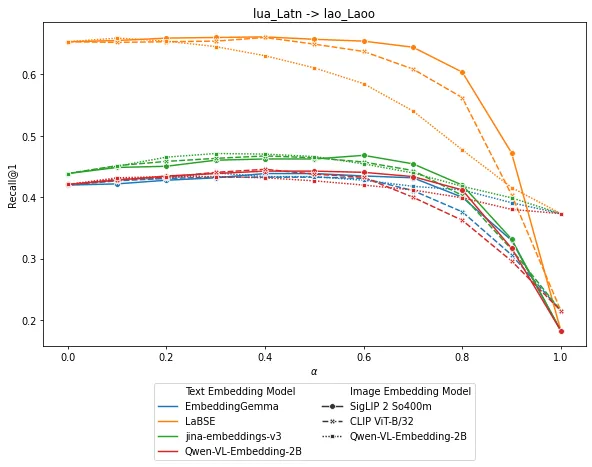 lua_Latn -> lao_Laoo
Recall@1
0.6
0.5
0.4
0.3
0.2
0.0
0.2
0.4
0.6
0.8
1.0
α
Text Embedding Model
EmbeddingGemma
LaBSE
jina-embeddings-v3
Qwen-VL-Embedding-2B
Image Embedding Model
SigLIP 2 So400m
CLIP ViT-B/32
Qwen-VL-Embedding-2B